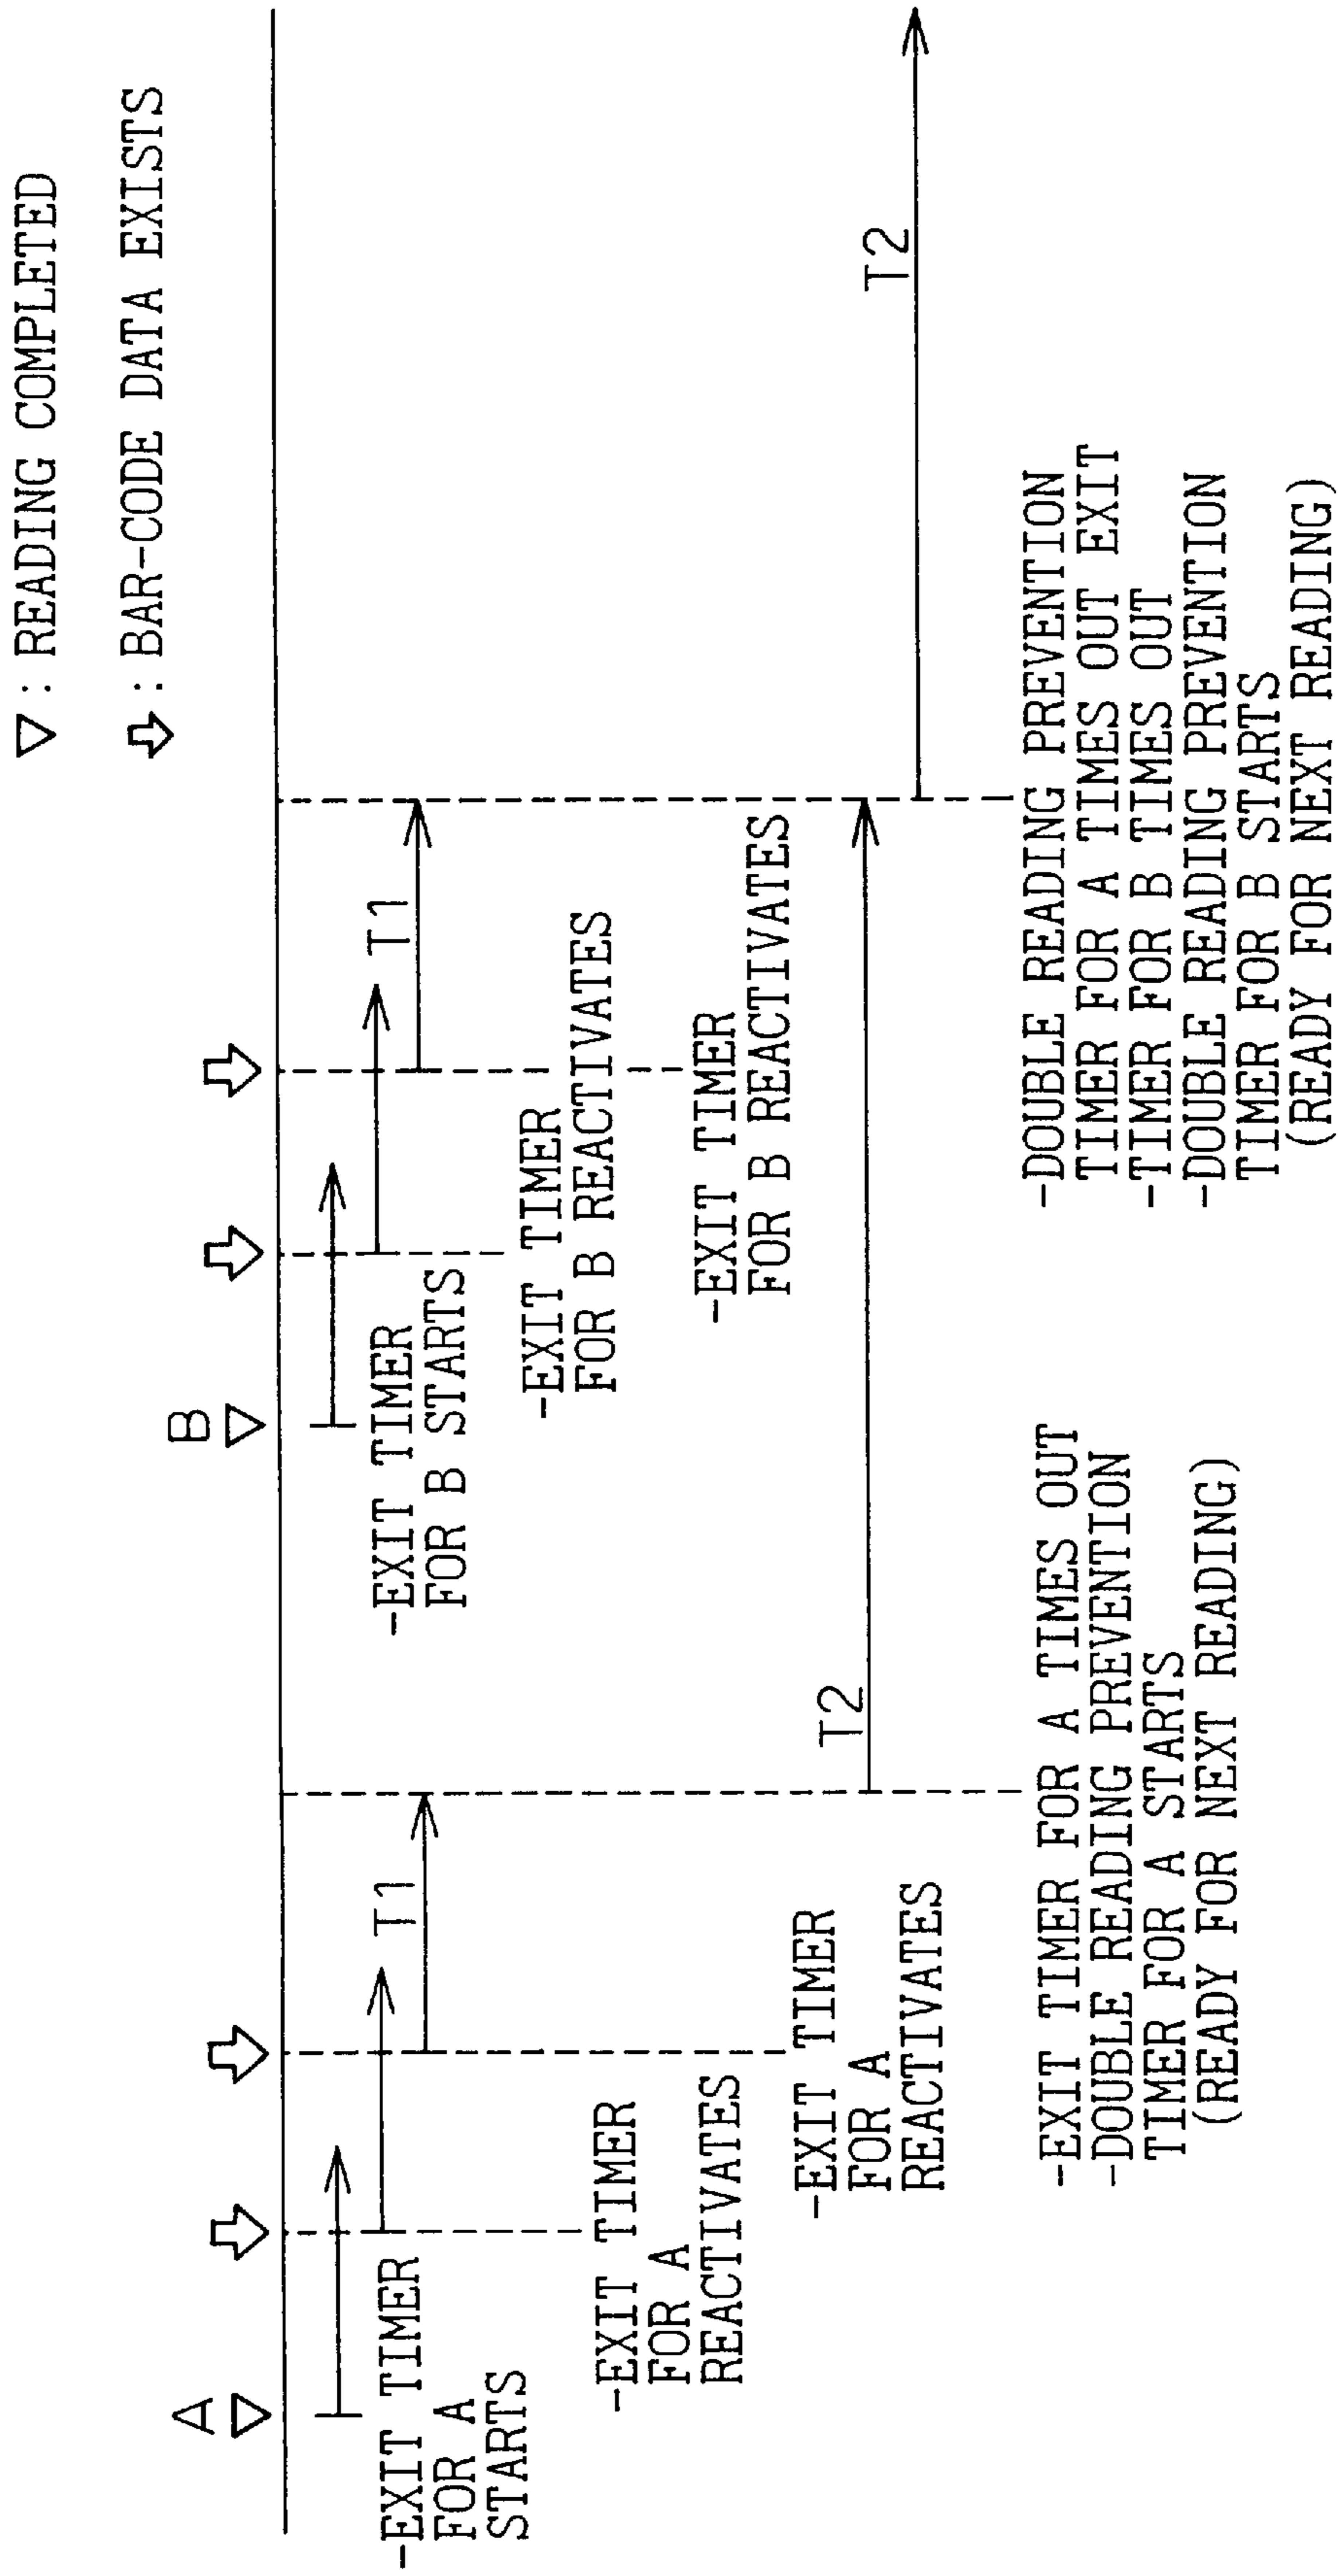 ▽ : READING COMPLETED
⇩ : BAR-CODE DATA EXISTS
A
B
-EXIT TIMER
FOR A
STARTS
-EXIT TIMER
FOR A
REACTIVATES
-EXIT TIMER
FOR A
REACTIVATES
T1
-EXIT TIMER FOR A TIMES OUT
-DOUBLE READING PREVENTION
TIMER FOR A STARTS
(READY FOR NEXT READING)
T2
-EXIT TIMER
FOR B STARTS
-EXIT TIMER
FOR B REACTIVATES
-EXIT TIMER
FOR B REACTIVATES
T1
-DOUBLE READING PREVENTION
TIMER FOR A TIMES OUT EXIT
-TIMER FOR B TIMES OUT
-DOUBLE READING PREVENTION
TIMER FOR B STARTS
(READY FOR NEXT READING)
T2